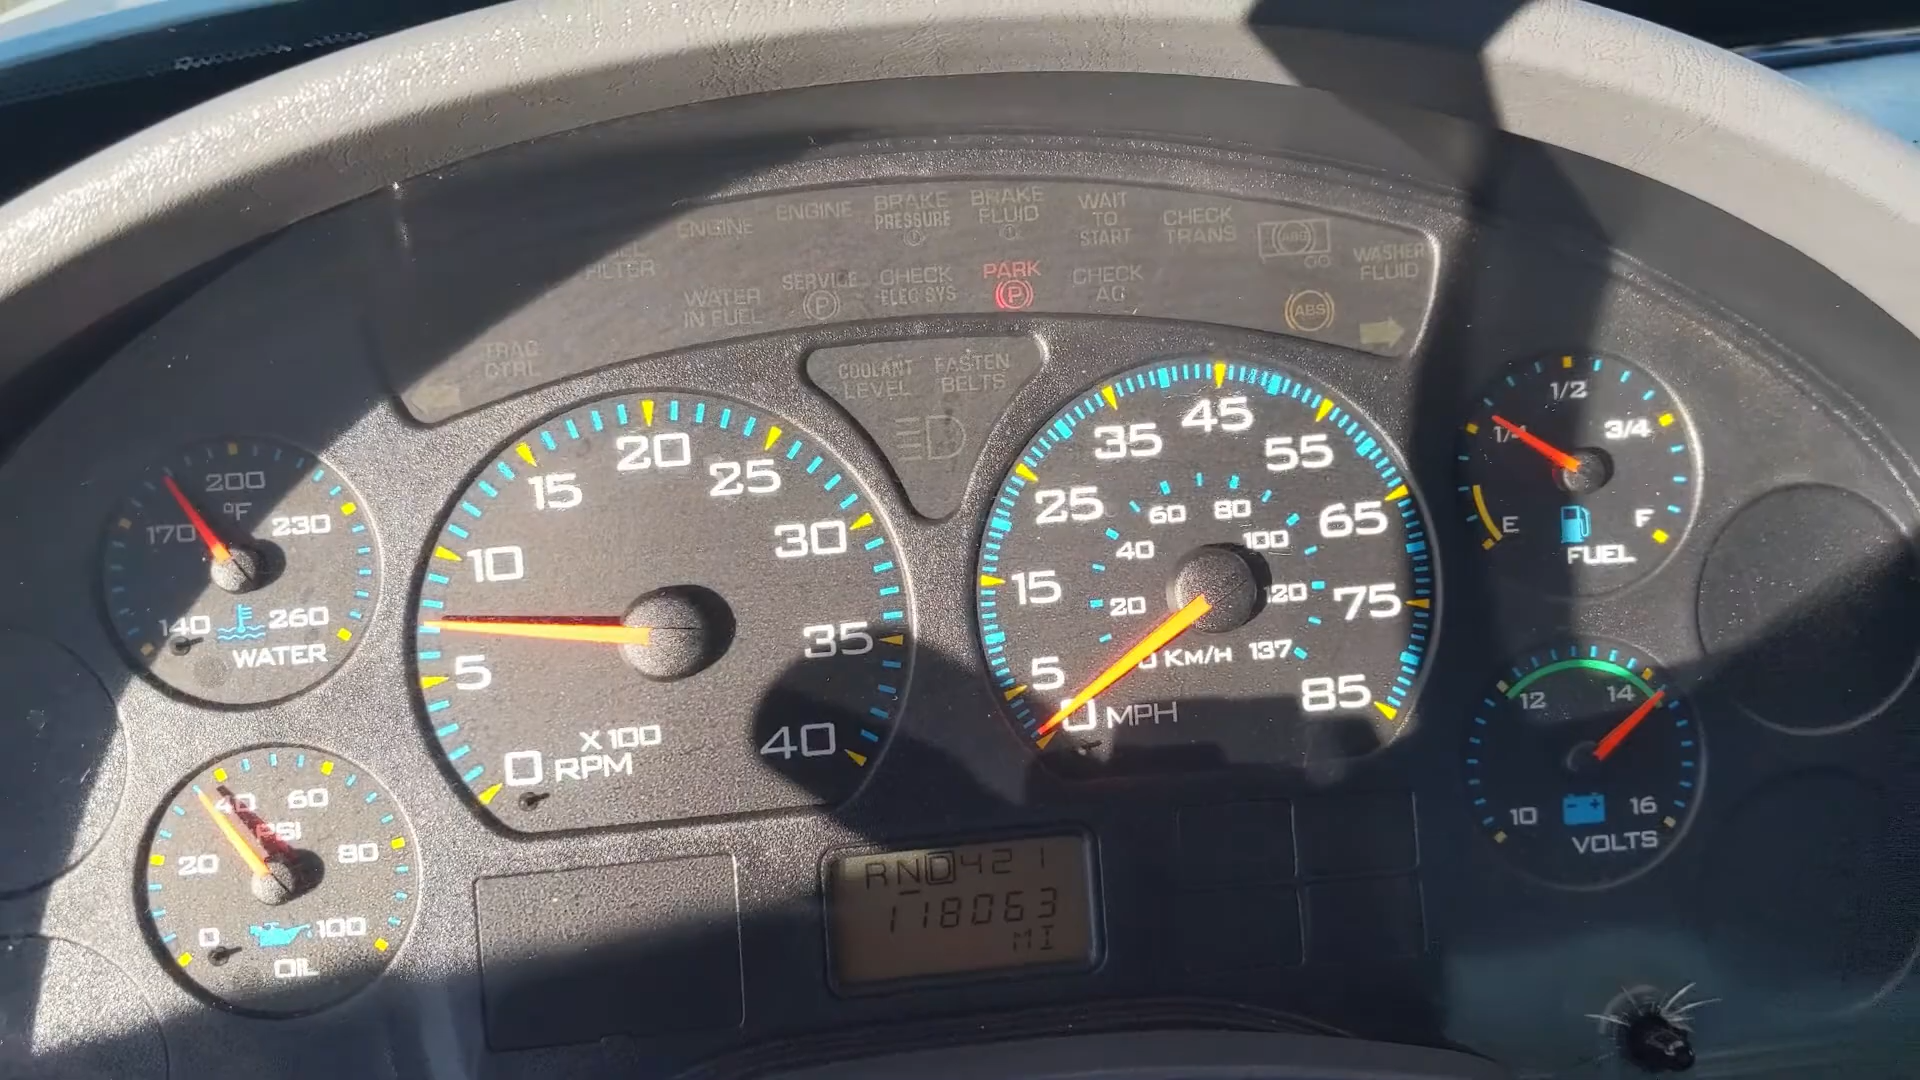 ENGINE
ENGINE
BRAKE
PRESSURE
BRAKE
FLUID
WAIT
TO
START
CHECK
TRANS
ABS
WASHER
FLUID
FILTER
WATER
IN FUEL
SERVICE
P
CHECK
ELEC SYS
PARK
P
CHECK
AC
ABS
TRAC
CTRL
COOLANT
LEVEL
FASTEN
BELTS
140
170
200
230
260
°F
WATER
0
5
10
15
20
25
30
35
40
X100
RPM
5
15
25
35
45
55
65
75
85
20
40
60
80
100
120
137
0 KM/H
0 MPH
E
1/4
1/2
3/4
F
FUEL
0
20
40
60
80
100
PSI
OIL
RND421
118063
MI
10
12
14
16
VOLTS